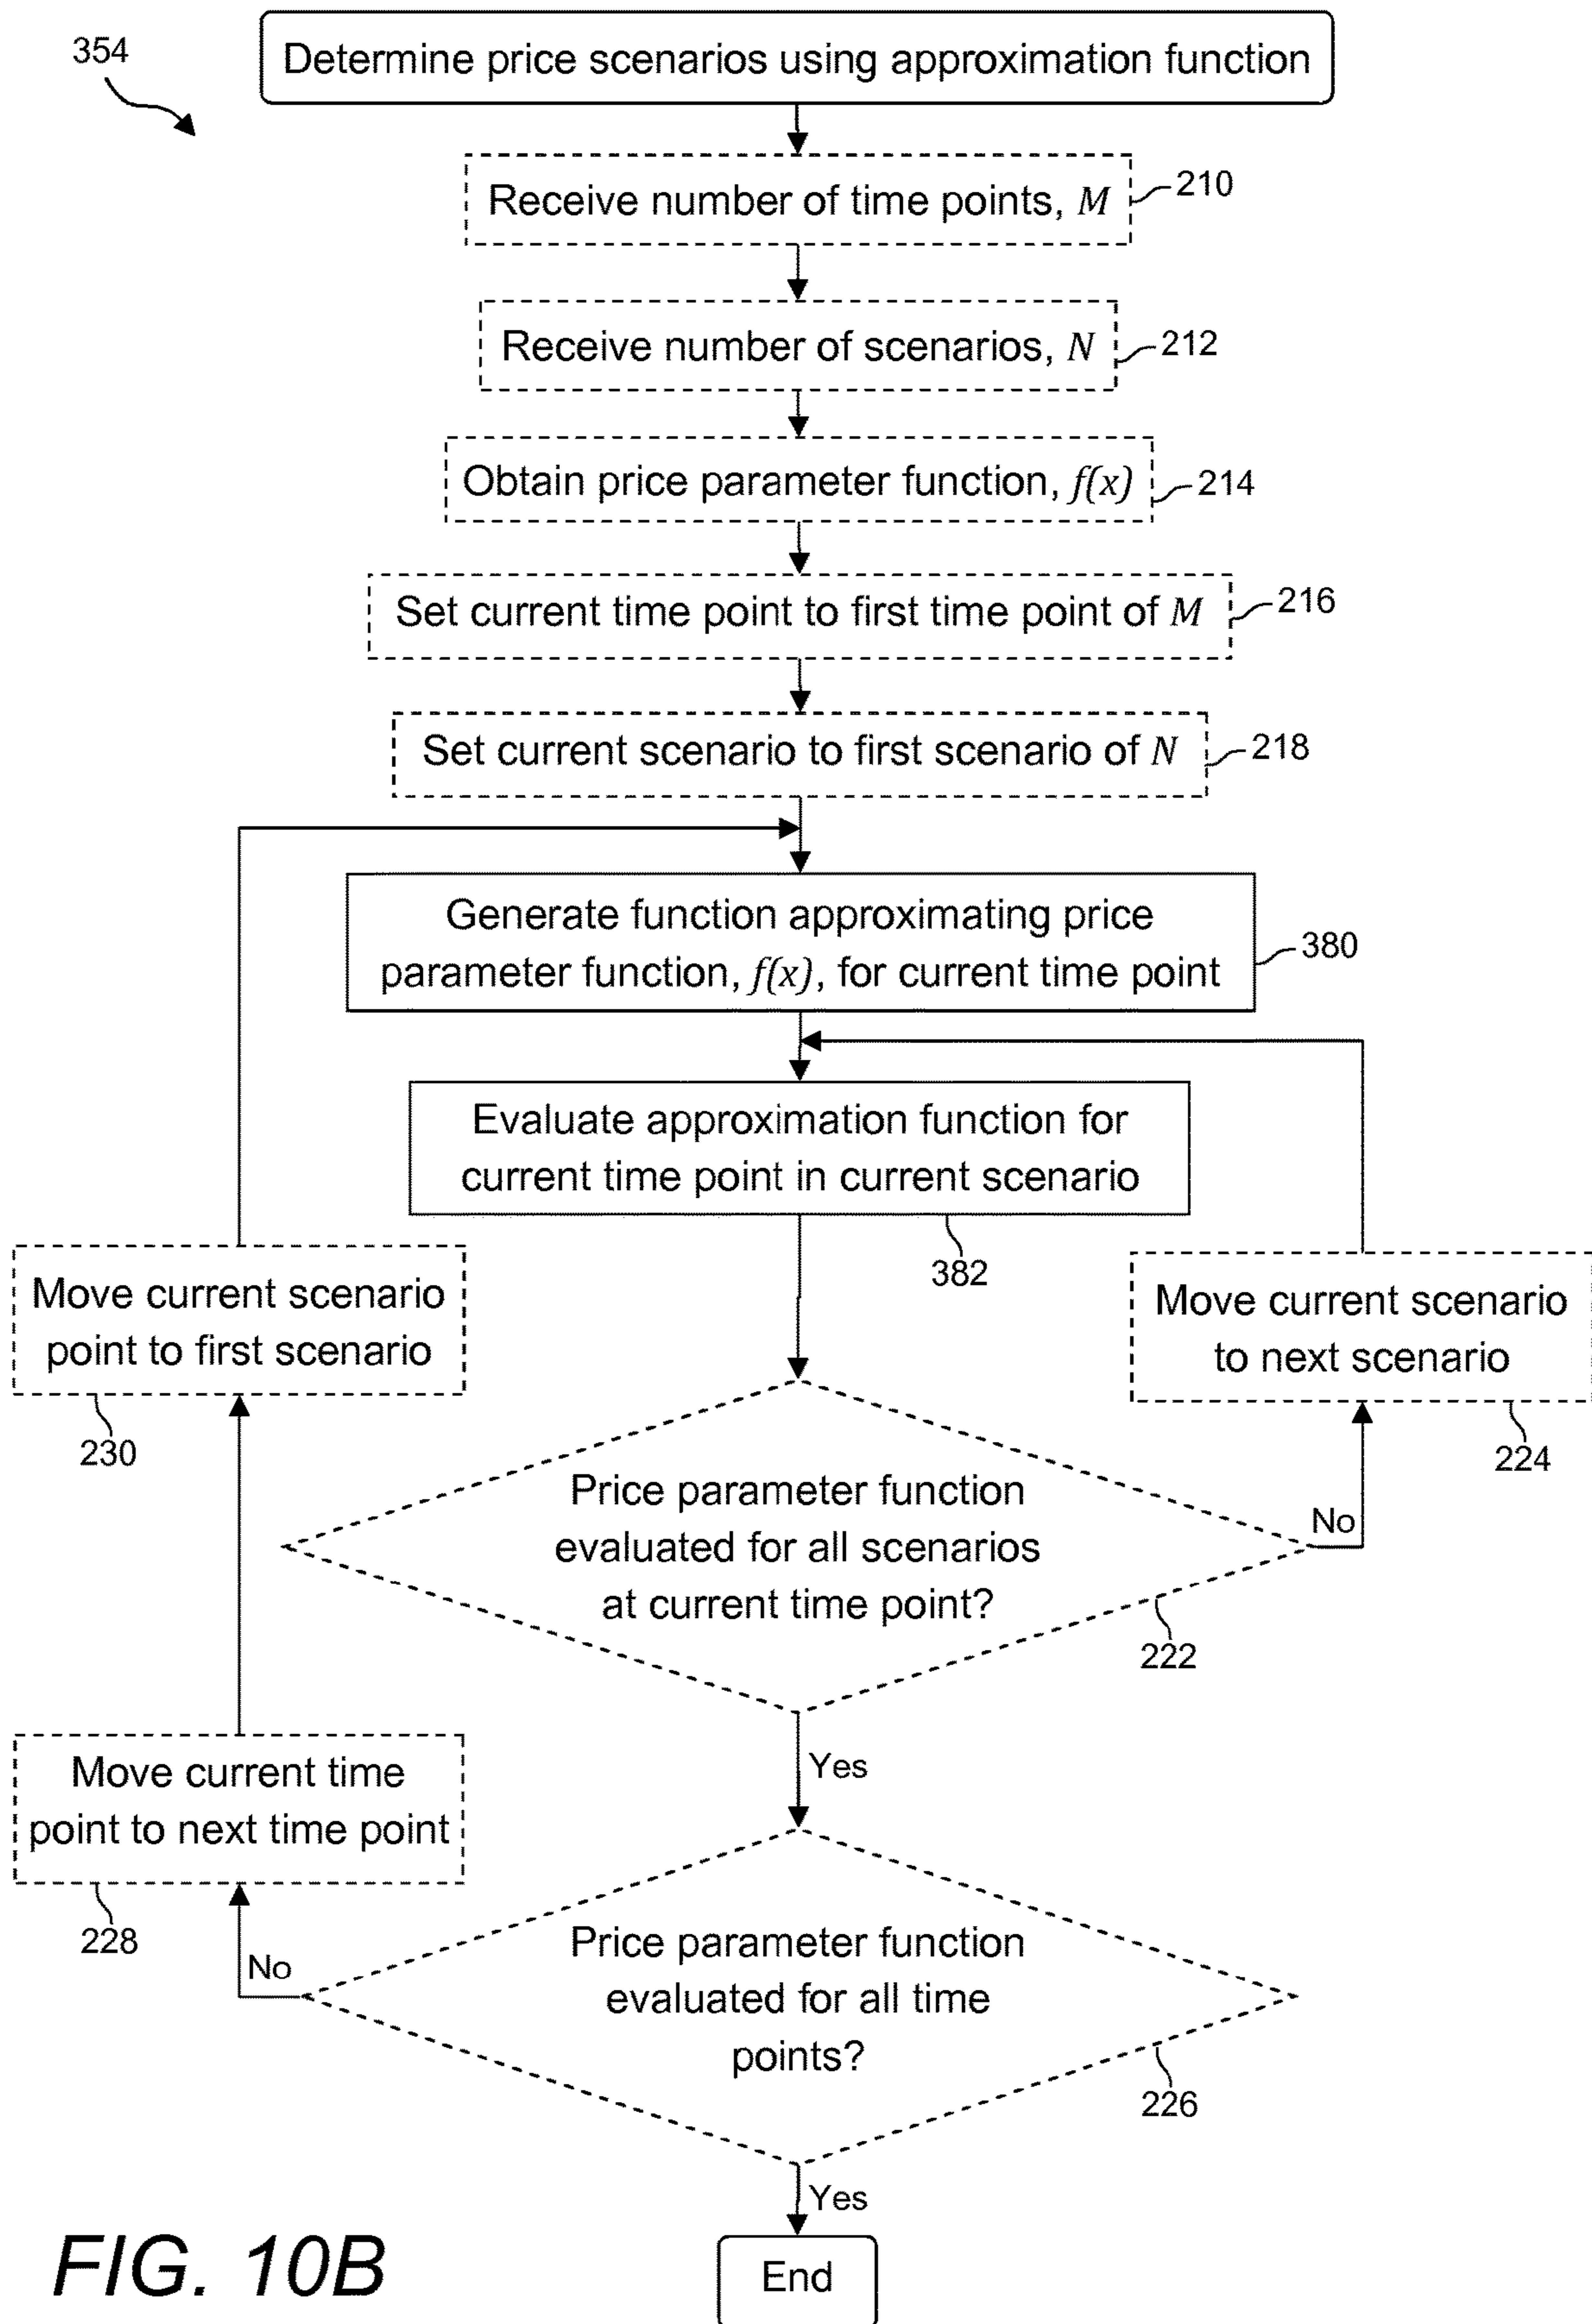 354
Determine price scenarios using approximation function
Receive number of time points, M
210
Receive number of scenarios, N
212
Obtain price parameter function, f(x)
214
Set current time point to first time point of M
216
Set current scenario to first scenario of N
218
Generate function approximating price
parameter function, f(x), for current time point
380
Evaluate approximation function for
current time point in current scenario
382
Move current scenario
point to first scenario
230
Move current scenario
to next scenario
224
Price parameter function
evaluated for all scenarios
at current time point?
No
222
Yes
Move current time
point to next time point
228
No
Price parameter function
evaluated for all time
points?
226
Yes
End
FIG. 10B